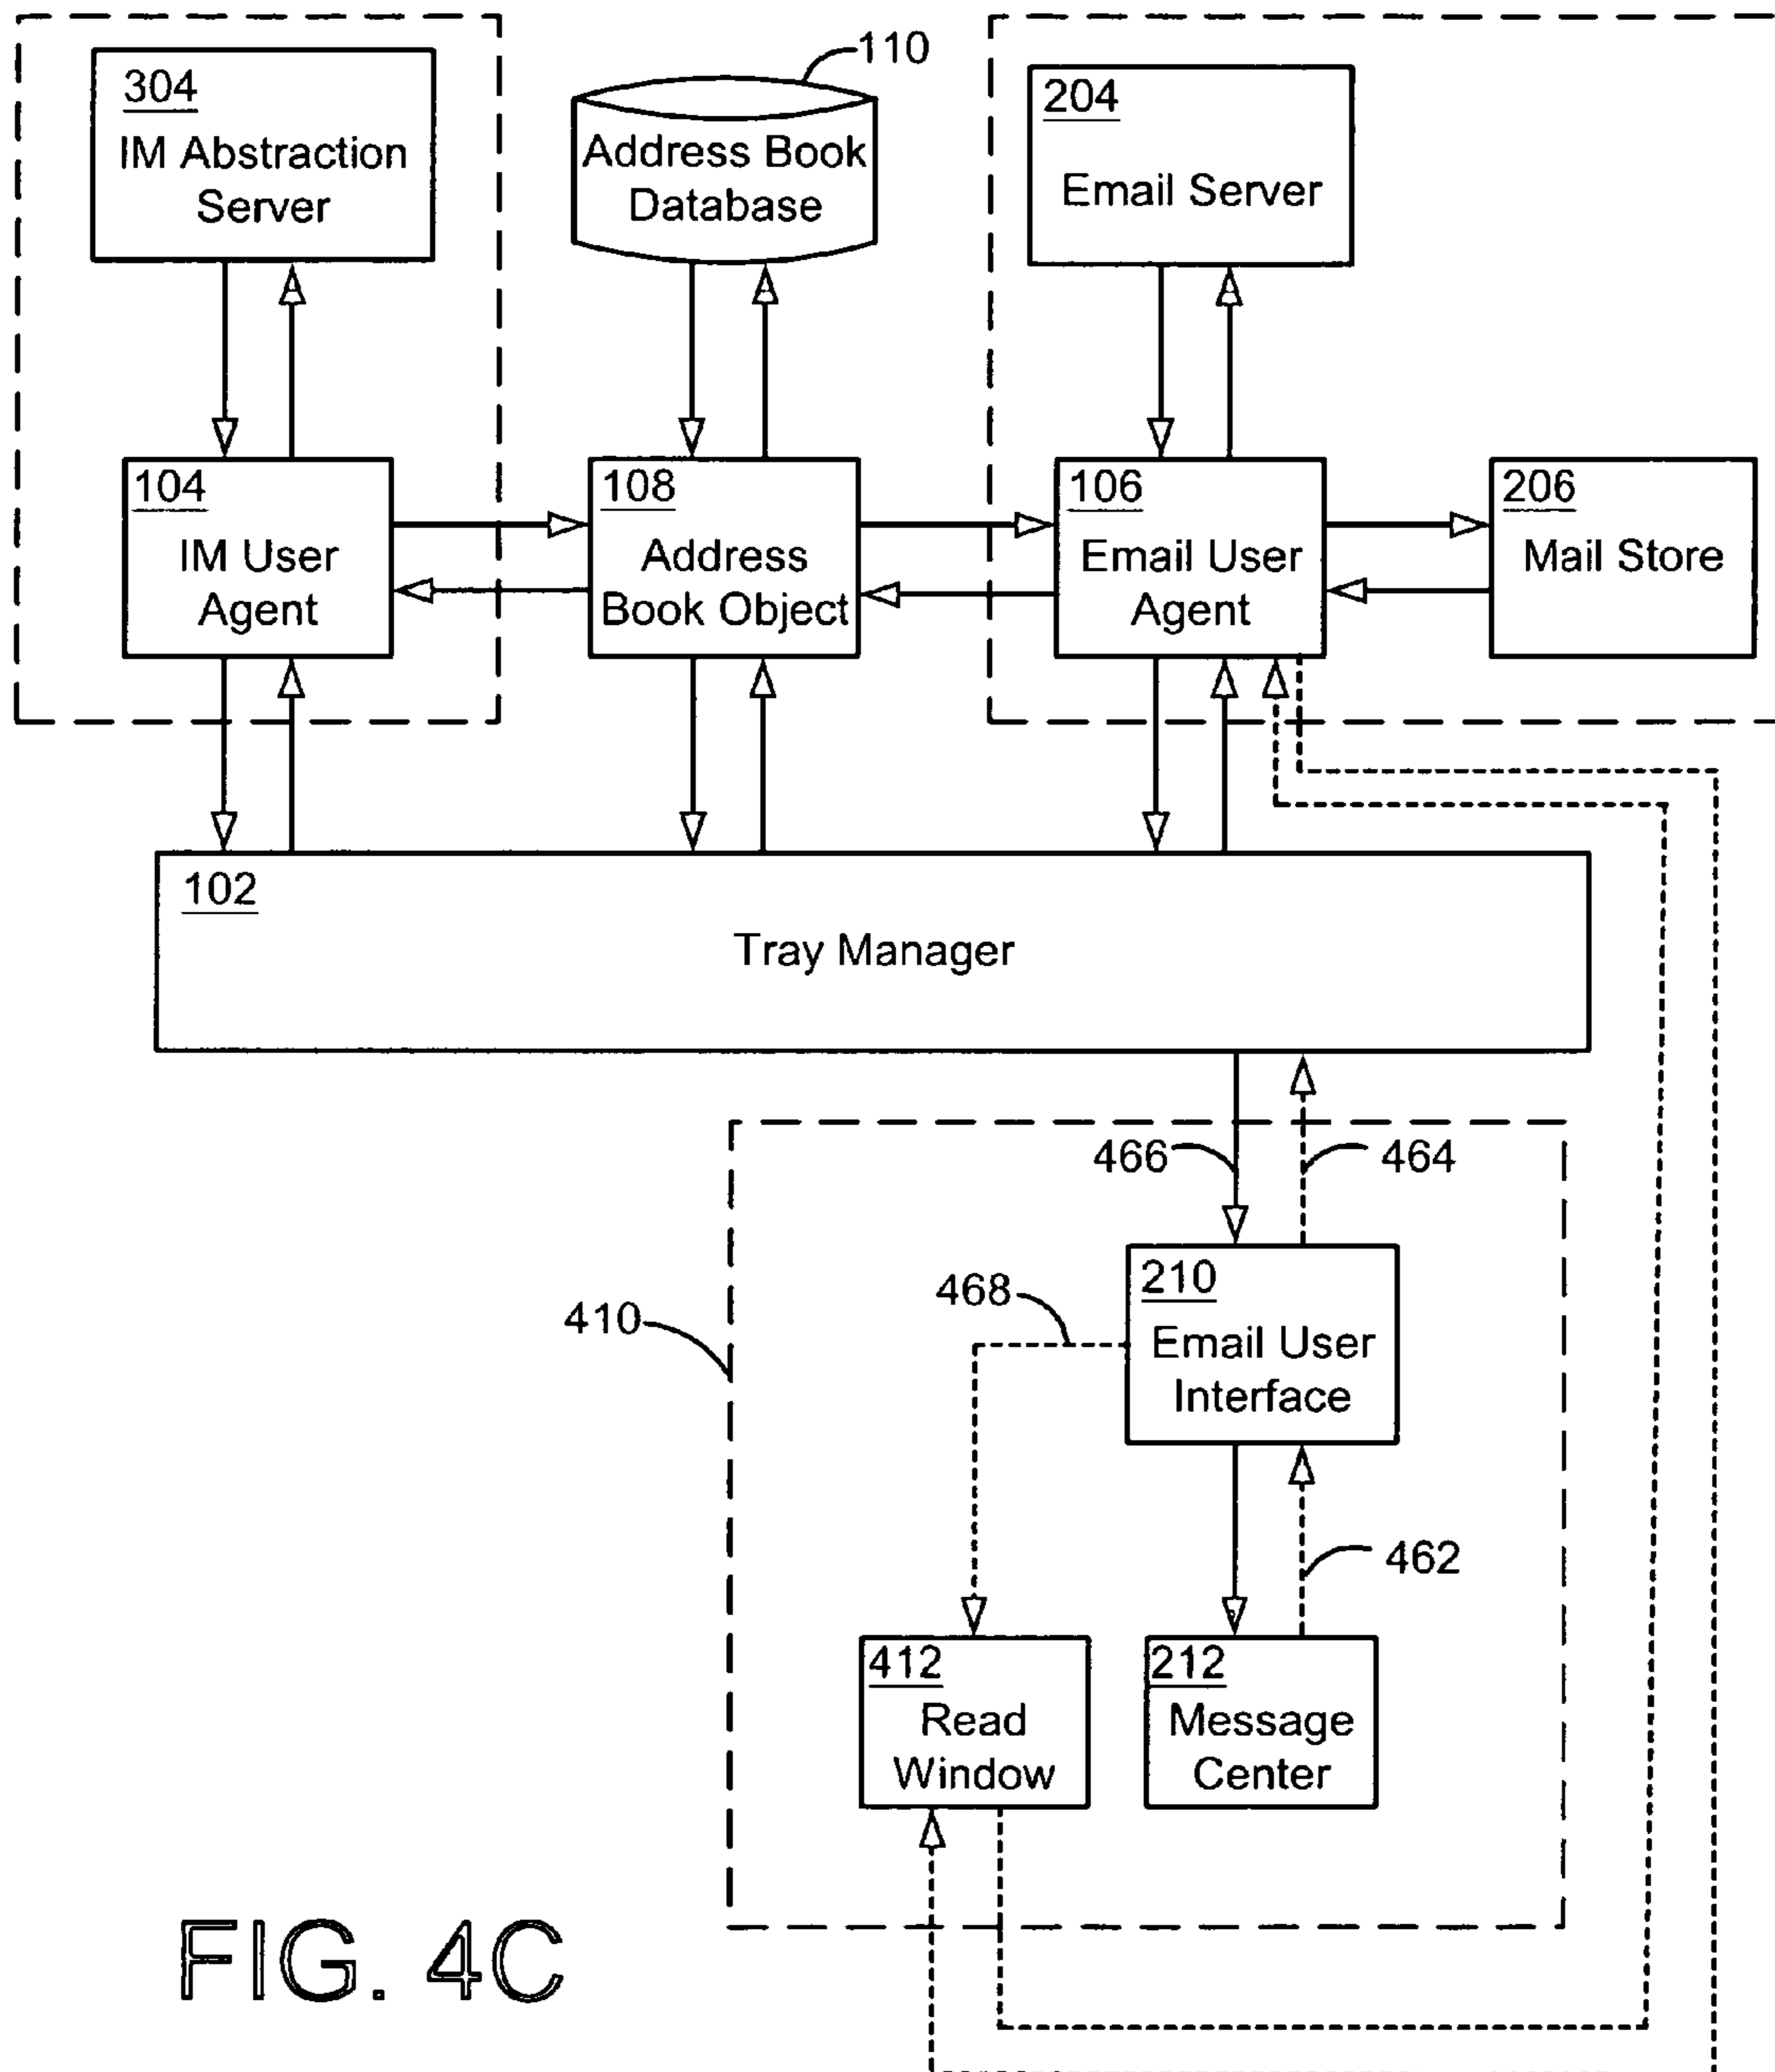 304
IM Abstraction
Server
110
Address Book
Database
204
Email Server
104
IM User
Agent
108
Address
Book Object
106
Email User
Agent
206
Mail Store
102
Tray Manager
466
464
210
Email User
Interface
468
410
462
412
Read
Window
212
Message
Center
FIG. 4C